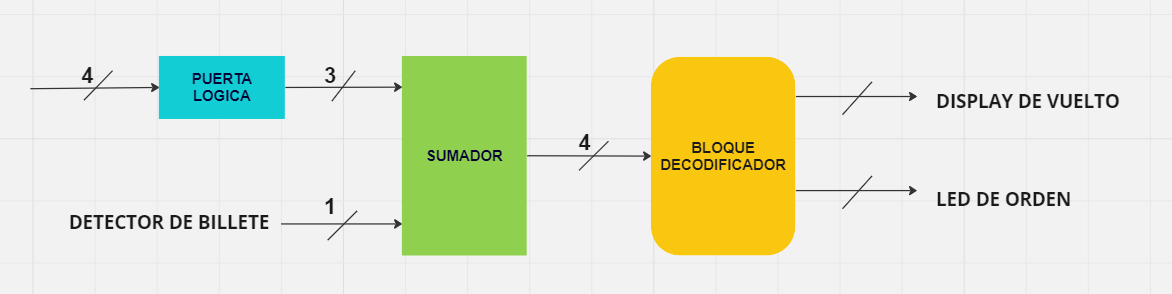 4
PUERTA
LOGICA
3
SUMADOR
DETECTOR DE BILLETE
1
4
BLOQUE
DECODIFICADOR
DISPLAY DE VUELTO
LED DE ORDEN